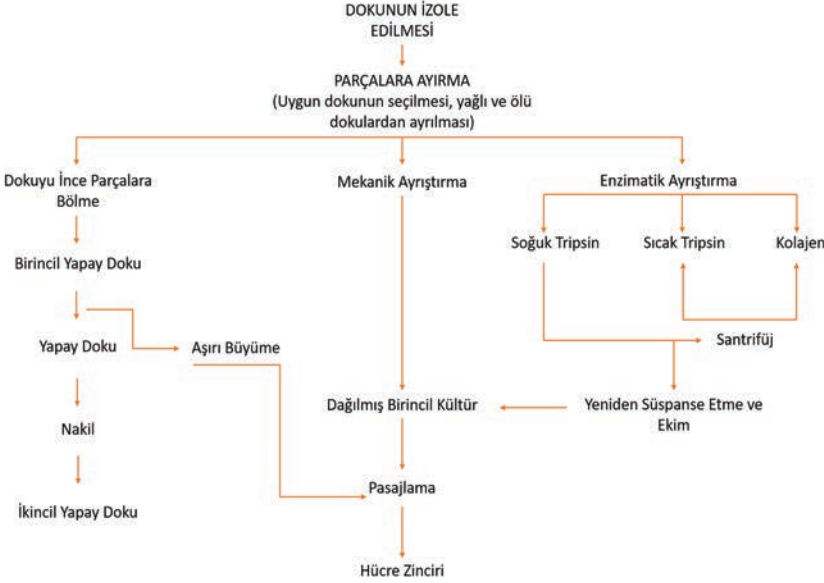 DOKUNUN İZOLE
EDİLMESİ
PARÇALARA AYIRMA
(Uygun dokunun seçilmesi, yağlı ve ölü
dokulardan ayrılması)
Dokuyu İnce Parçalara
Bölme
Mekanik Ayrıştırma
Enzimatik Ayrıştırma
Soğuk Tripsin
Sıcak Tripsin
Kolajen
Birincil Yapay Doku
Santrifüj
Yapay Doku
Aşırı Büyüme
Dağılmış Birincil Kültür
Yeniden Süspanse Etme ve
Ekim
Nakil
Pasajlama
İkincil Yapay Doku
Hücre Zinciri